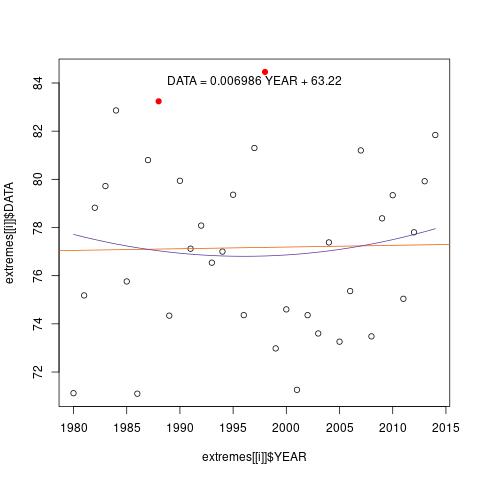 DATA = 0.006986 YEAR + 63.22
84
82
80
78
76
74
72
extremes[[i]]$DATA
1980 1985 1990 1995 2000 2005 2010 2015
extremes[[i]]$YEAR